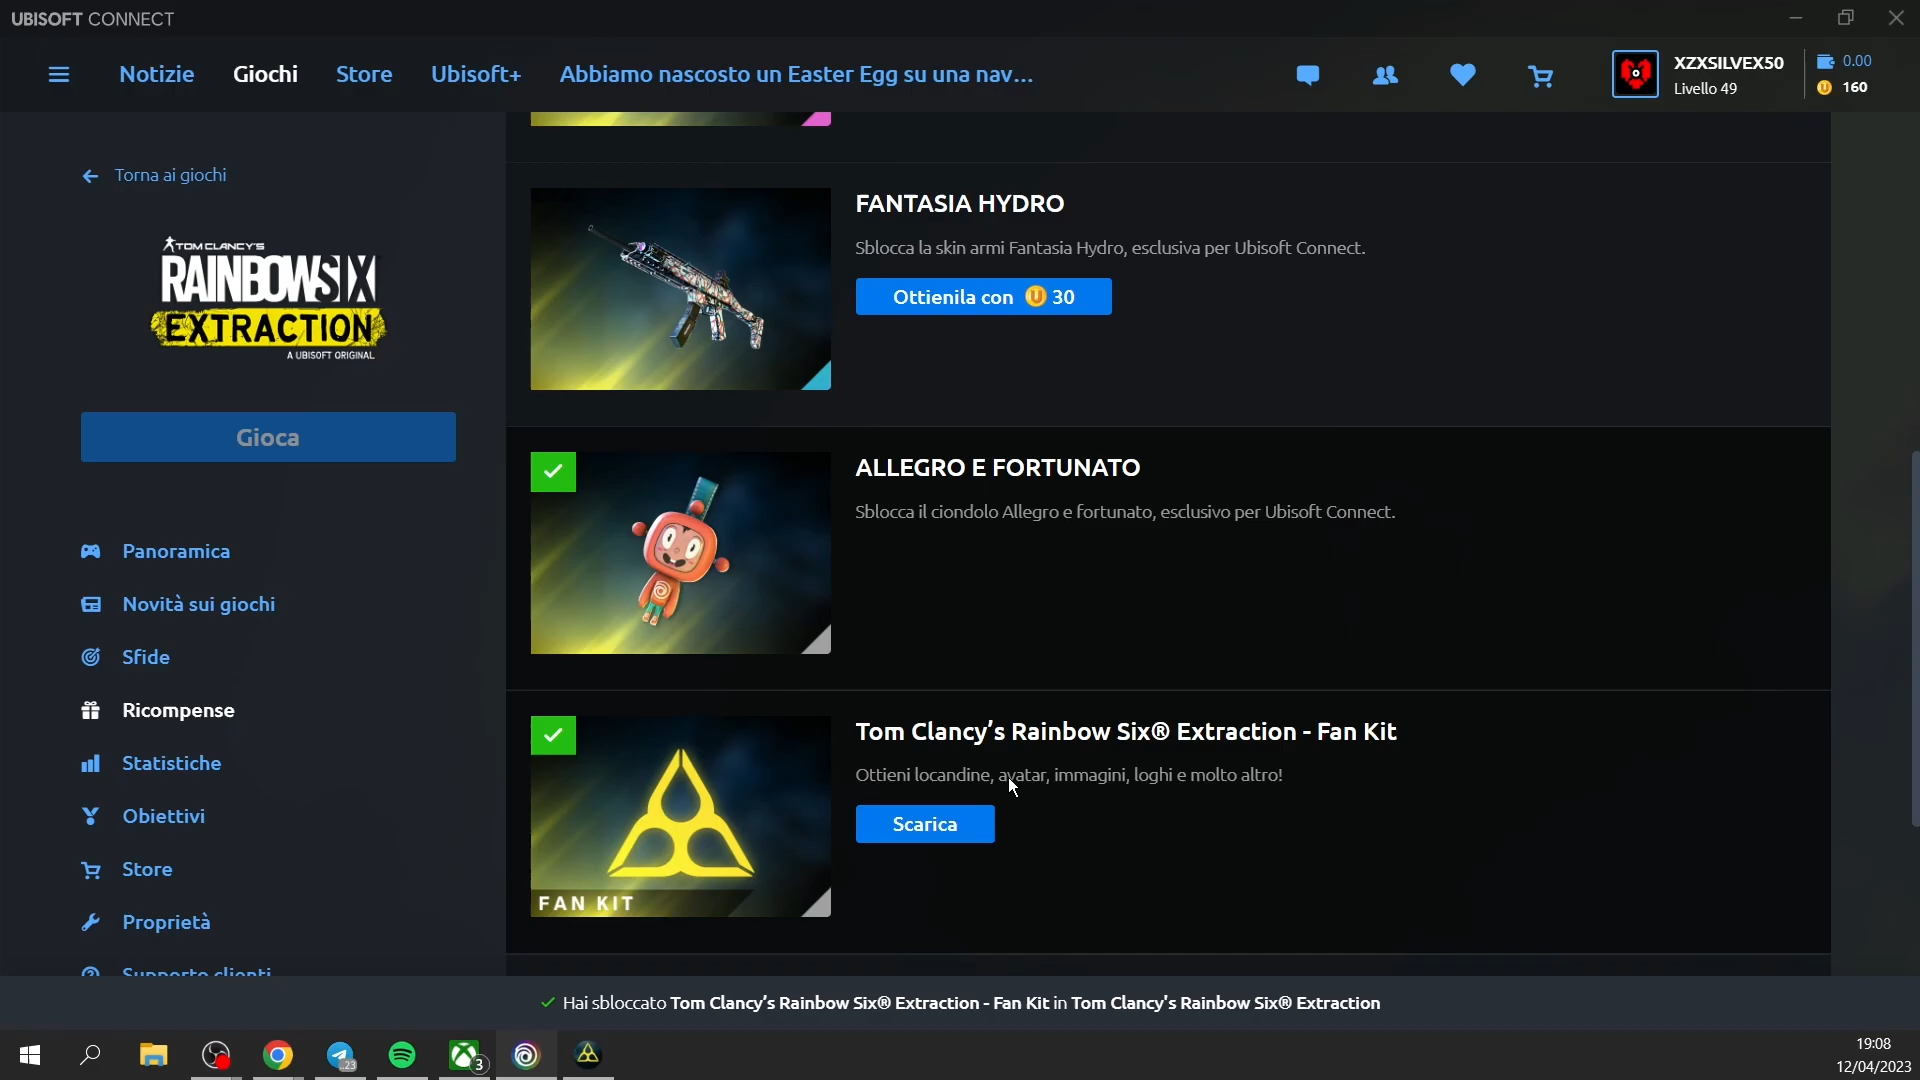 UBISOFT CONNECT
Notizie
Giochi
Store
Ubisoft+
Abbiamo nascosto un Easter Egg su una nav...
XZXSILVEX50
Livello 49
0.00
160
Torna ai giochi
TOM CLANCY'S
RAINBOWSIX
EXTRACTION
A UBISOFT ORIGINAL
Gioca
Panoramica
Novità sui giochi
Sfide
Ricompense
Statistiche
Obiettivi
Store
Proprietà
Supporto clienti
FANTASIA HYDRO
Sblocca la skin armi Fantasia Hydro, esclusiva per Ubisoft Connect.
Ottienila con 30
ALLEGRO E FORTUNATO
Sblocca il ciondolo Allegro e fortunato, esclusivo per Ubisoft Connect.
FAN KIT
Tom Clancy’s Rainbow Six® Extraction - Fan Kit
Ottieni locandine, avatar, immagini, loghi e molto altro!
Scarica
Hai sbloccato Tom Clancy’s Rainbow Six® Extraction - Fan Kit in Tom Clancy's Rainbow Six® Extraction
23
3
19:08
12/04/2023